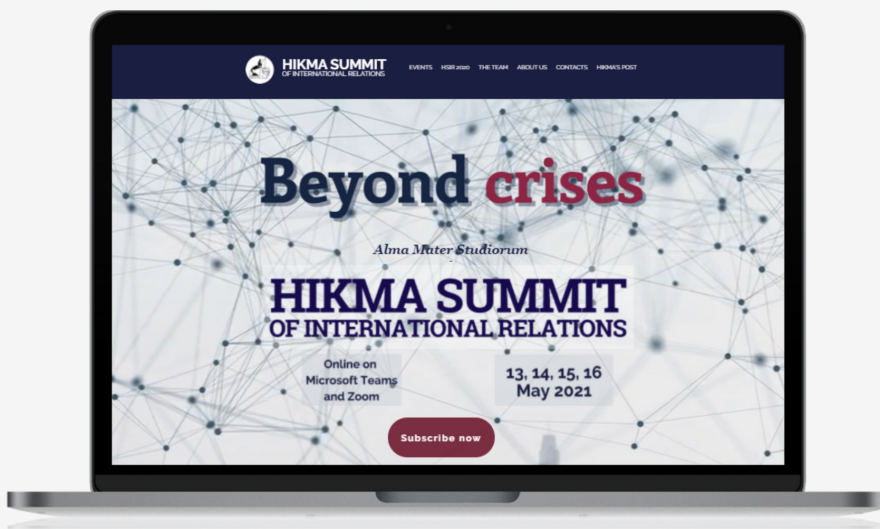 HIKMA SUMMIT
OF INTERNATIONAL RELATIONS
EVENTS HSIR 2020 THE TEAM ABOUT US CONTACTS HIKMA'S POST
Beyond crises
Alma Mater Studiorum
-
HIKMA SUMMIT
OF INTERNATIONAL RELATIONS
Online on
Microsoft Teams
and Zoom
13, 14, 15, 16
May 2021
Subscribe now